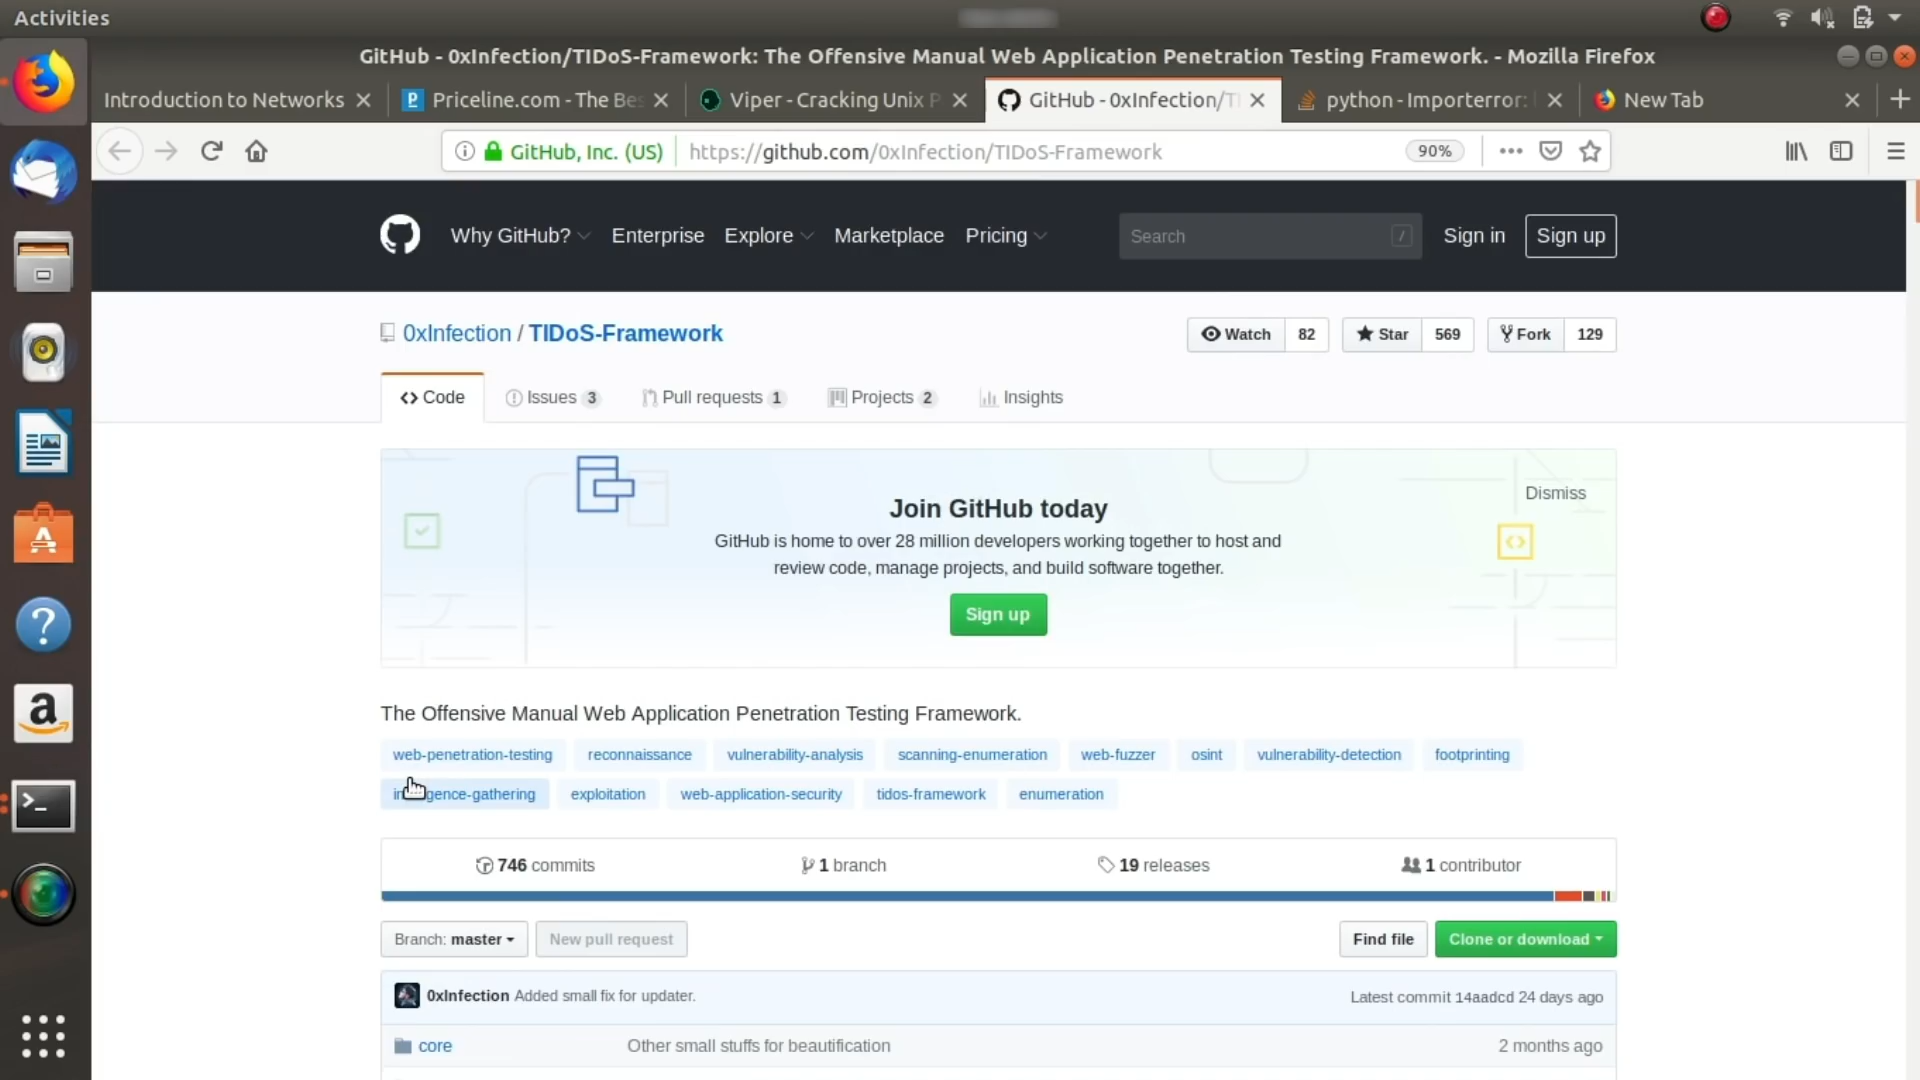 Activities
GitHub - 0xInfection/TIDoS-Framework: The Offensive Manual Web Application Penetration Testing Framework. - Mozilla Firefox
Introduction to Networks
Priceline.com - The Bes
Viper - Cracking Unix P
GitHub - 0xInfection/TI
python - Importerror:
New Tab
GitHub, Inc. (US)
https://github.com/0xInfection/TIDoS-Framework
90%
Why GitHub? Enterprise Explore Marketplace Pricing
Search /
Sign in Sign up
0xInfection / TIDoS-Framework
Watch 82 Star 569 Fork 129
Code Issues 3 Pull requests 1 Projects 2 Insights
Dismiss
Join GitHub today
GitHub is home to over 28 million developers working together to host and
review code, manage projects, and build software together.
Sign up
The Offensive Manual Web Application Penetration Testing Framework.
web-penetration-testing reconnaissance vulnerability-analysis scanning-enumeration web-fuzzer osint vulnerability-detection footprinting
gence-gathering exploitation web-application-security tidos-framework enumeration
746 commits 1 branch 19 releases 1 contributor
Branch: master New pull request Find file Clone or download
0xInfection Added small fix for updater. Latest commit 14aadcd 24 days ago
core Other small stuffs for beautification 2 months ago